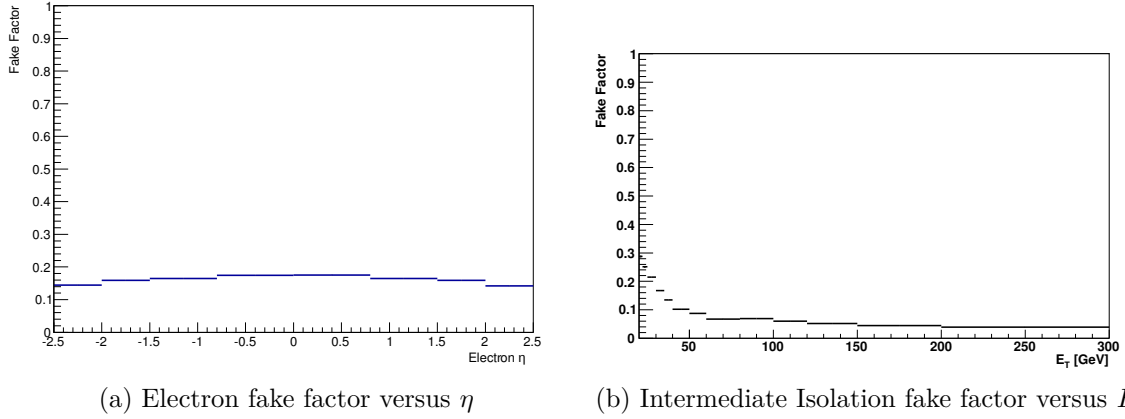 Fake Factor
1
0.9
0.8
0.7
0.6
0.5
0.4
0.3
0.2
0.1
0
-2.5 -2 -1.5 -1 -0.5 0 0.5 1 1.5 2 2.5
Electron η
(a) Electron fake factor versus η
Fake Factor
1
0.9
0.8
0.7
0.6
0.5
0.4
0.3
0.2
0.1
0
50 100 150 200 250 300
E_T [GeV]
(b) Intermediate Isolation fake factor versus